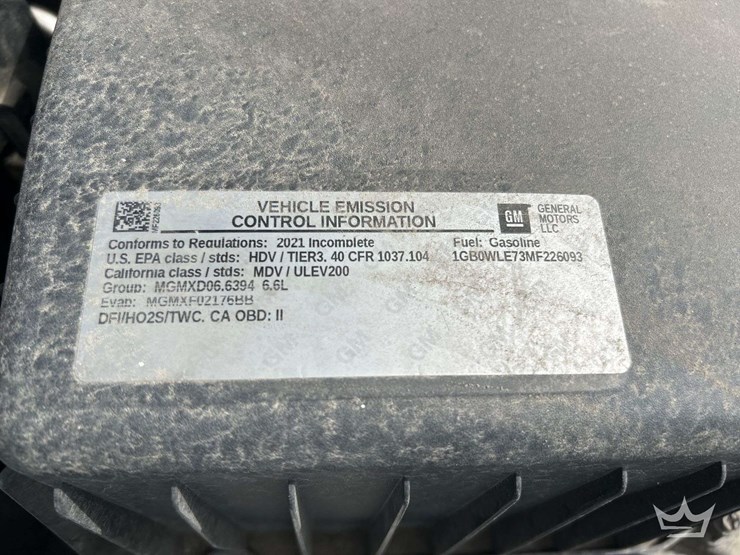 VEHICLE EMISSION
CONTROL INFORMATION
GM
GENERAL
MOTORS
LLC
Conforms to Regulations: 2021 Incomplete
Fuel: Gasoline
U.S. EPA class / stds: HDV / TIER3. 40 CFR 1037.104
1GB0WLE73MF226093
California class / stds: MDV / ULEV200
Group: MGMXD06.6394 6.6L
Evap: MGMXF02176BB
DFI/HO2S/TWC. CA OBD: II